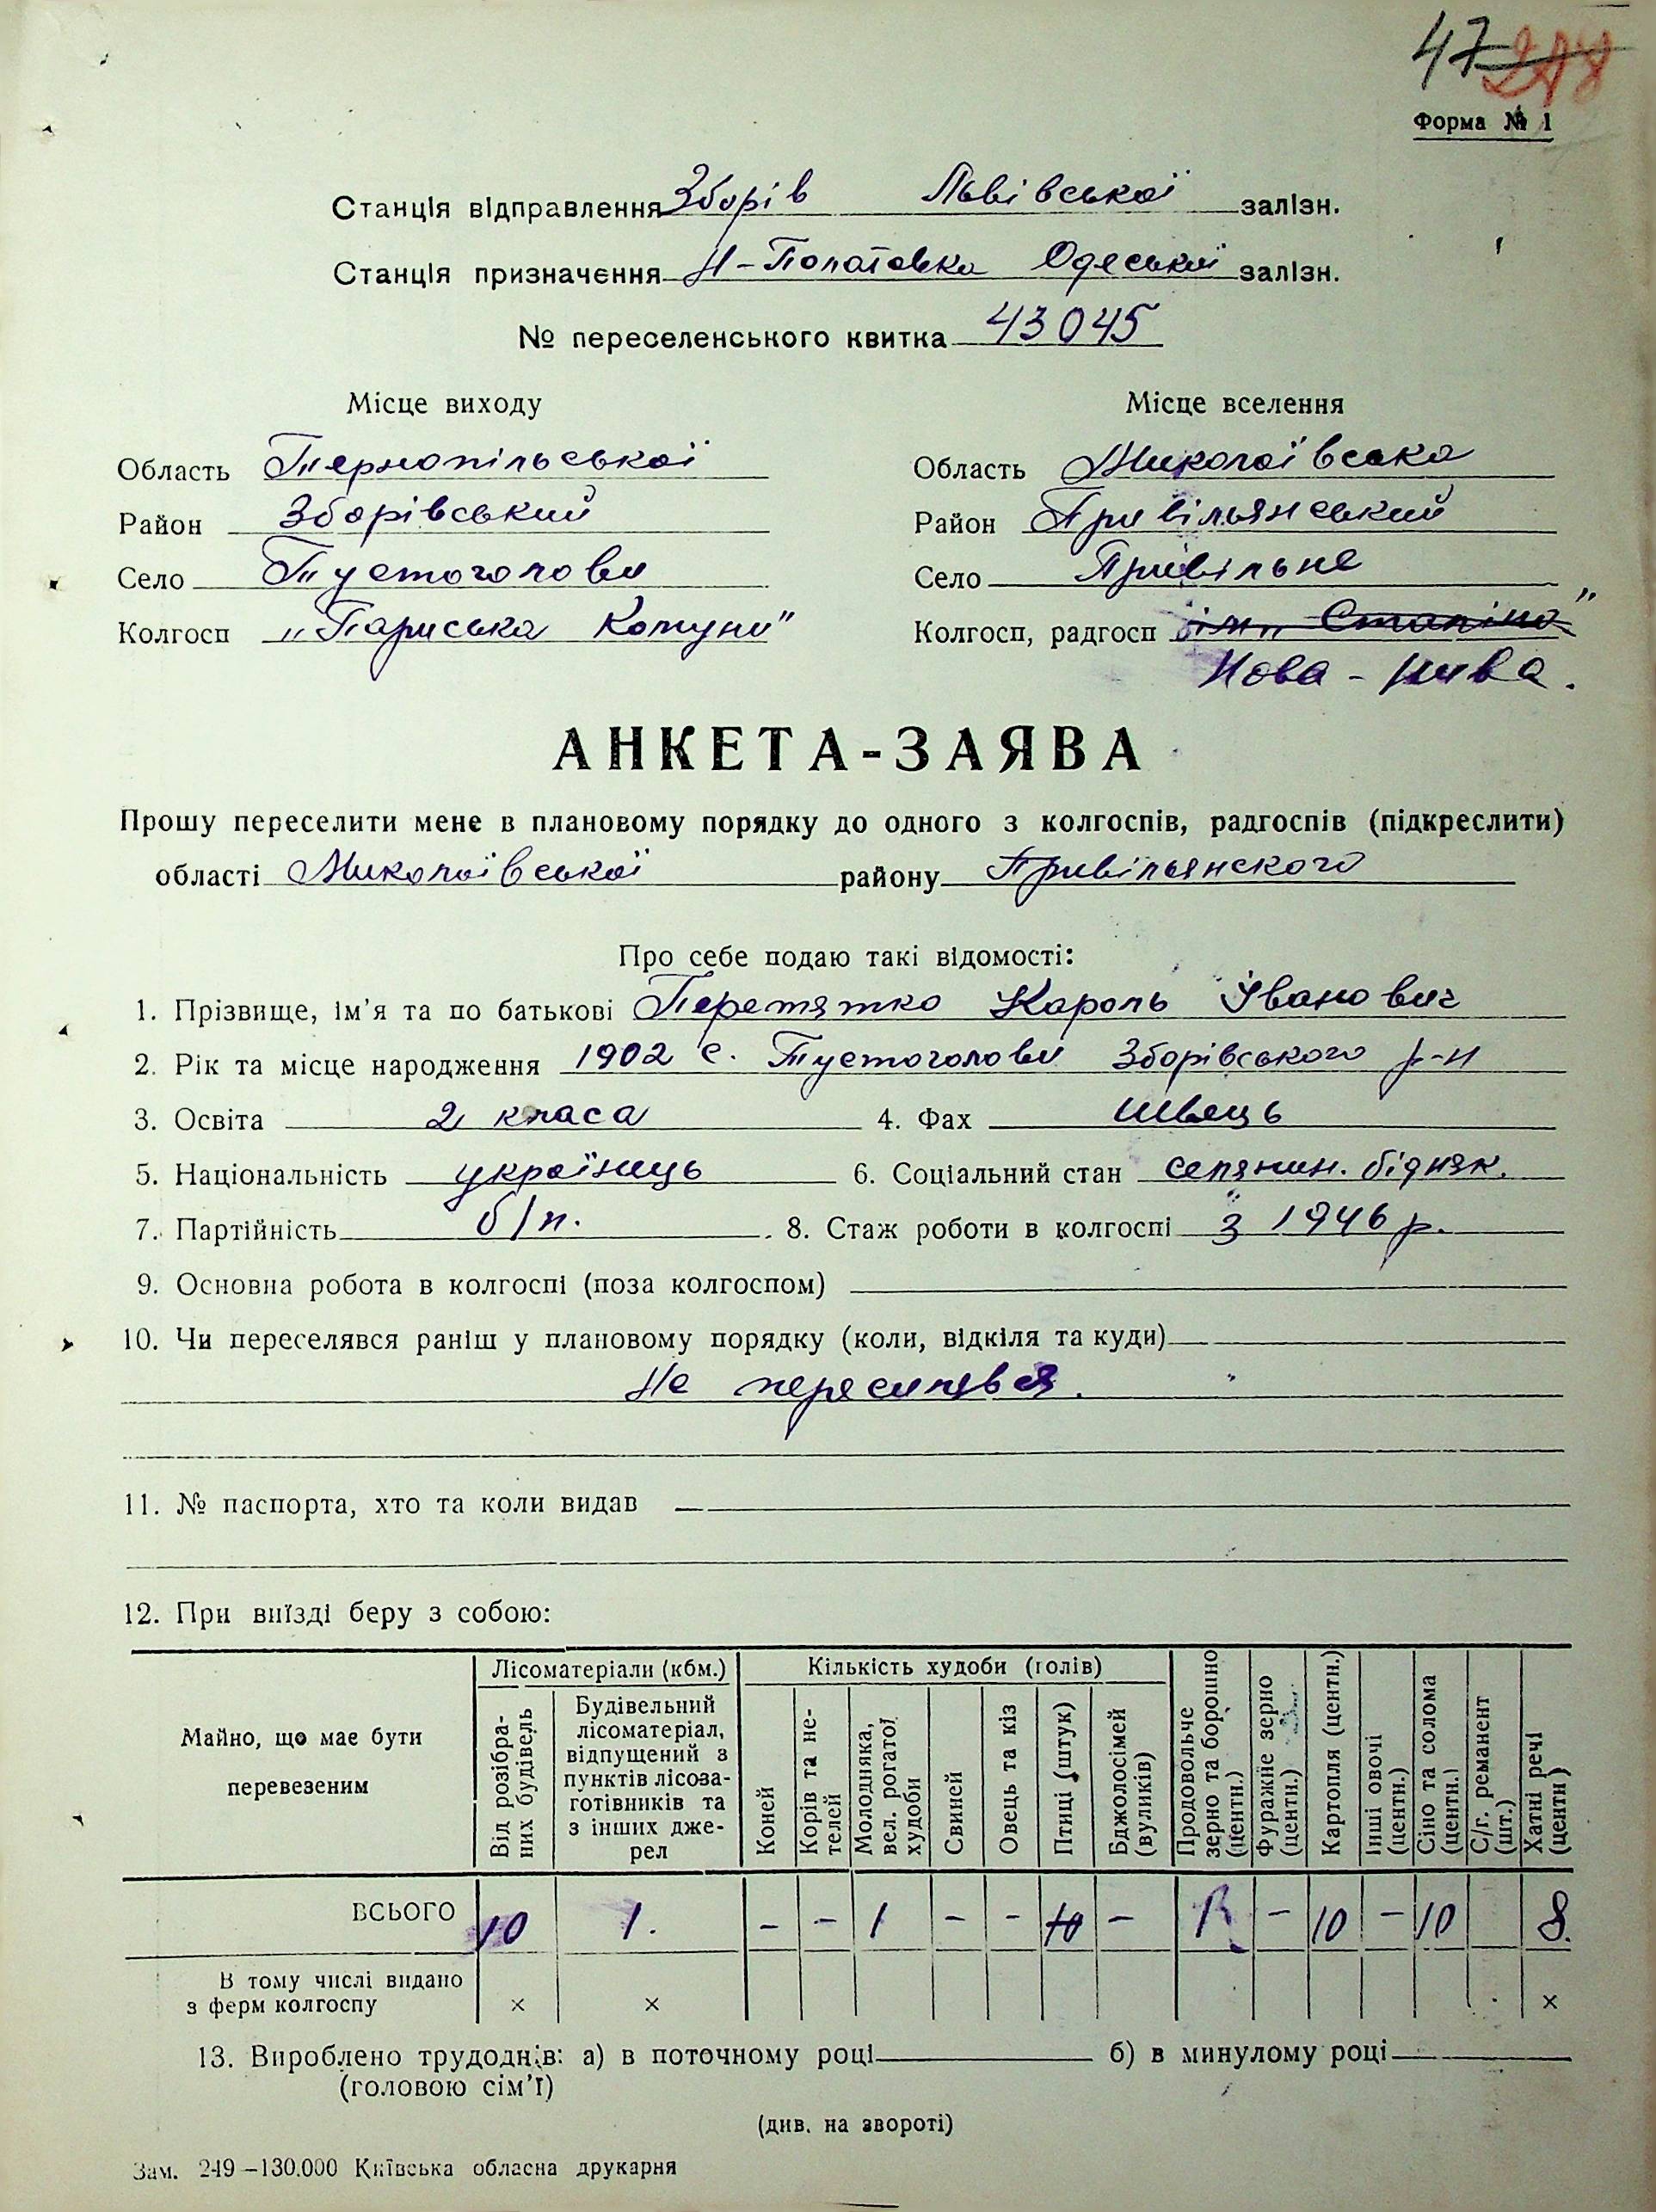 47 ~~248~~
Форма № 1
Станція відправлення Зборів Львівської залізн.
Станція призначення Н-Полтавка Одеської залізн.
№ переселенського квитка 43045
Місце виходу Місце вселення
Область Тернопільської Область Миколаївська
Район Зборівський Район Привільянський
Село Пустоголови Село Привільне
Колгосп „Париська Комуни" Колгосп, радгосп ~~ім. Сталіна"~~
Нова-нива.
АНКЕТА-ЗАЯВА
Прошу переселити мене в плановому порядку до одного з колгоспів, радгоспів (підкреслити)
області Миколаївської району Привільянского
Про себе подаю такі відомості:
1. Прізвище, ім'я та по батькові Перетятко Кароль Іванович
2. Рік та місце народження 1902 с. Пустоголови Зборівського р-н
3. Освіта 2 класа 4. Фах швець
5. Національність українець 6. Соціальний стан селянин. бідняк.
7. Партійність б/п. 8. Стаж роботи в колгоспі з 1946 р.
9. Основна робота в колгоспі (поза колгоспом)
10. Чи переселявся раніш у плановому порядку (коли, відкіля та куди)
Не пересилявся.
11. № паспорта, хто та коли видав
12. При виїзді беру з собою:
Майно, що має бути перевезеним
Лісоматеріали (кбм.) Кількість худоби (голів)
Від розібраних будівель
Будівельний лісоматеріал, відпущений з пунктів лісозаготівників та з інших джерел
Коней
Корів та нетелей
Молодняка, вел. рогатої худоби
Свиней
Овець та кіз
Птиці (штук)
Бджолосімей (вуликів)
Продовольче зерно та борошно (центн.)
Фуражне зерно (центн.)
Картопля (центн.)
Інші овочі (центн.)
Сіно та солома (центн.)
С/г. реманент (шт.)
Хатні речі (центн)
ВСЬОГО 10 1. – – 1 – – 10 – – 10 – 10 8.
В тому числі видано
з ферм колгоспу × × ×
13. Вироблено трудоднів: а) в поточному році б) в минулому році
(головою сім'ї)
(див. на звороті)
Зам. 249–130.000 Київська обласна друкарня